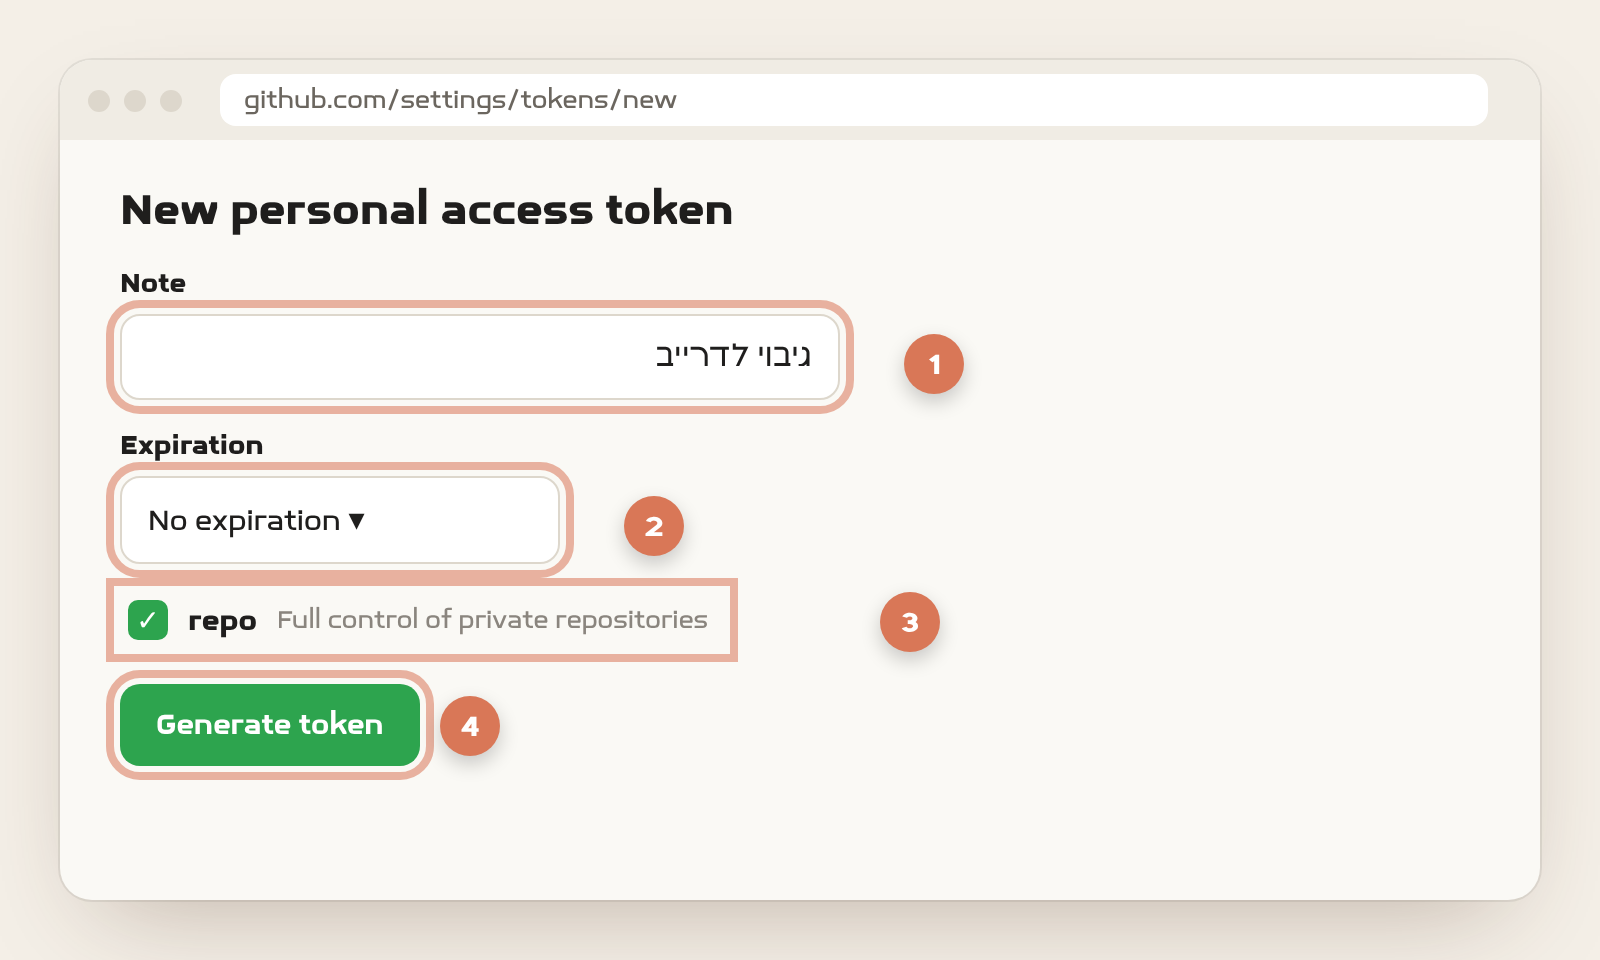 github.com/settings/tokens/new
New personal access token
Note
גיבוי לדרייב
1
Expiration
No expiration ▼
2
✓ repo Full control of private repositories
3
Generate token
4